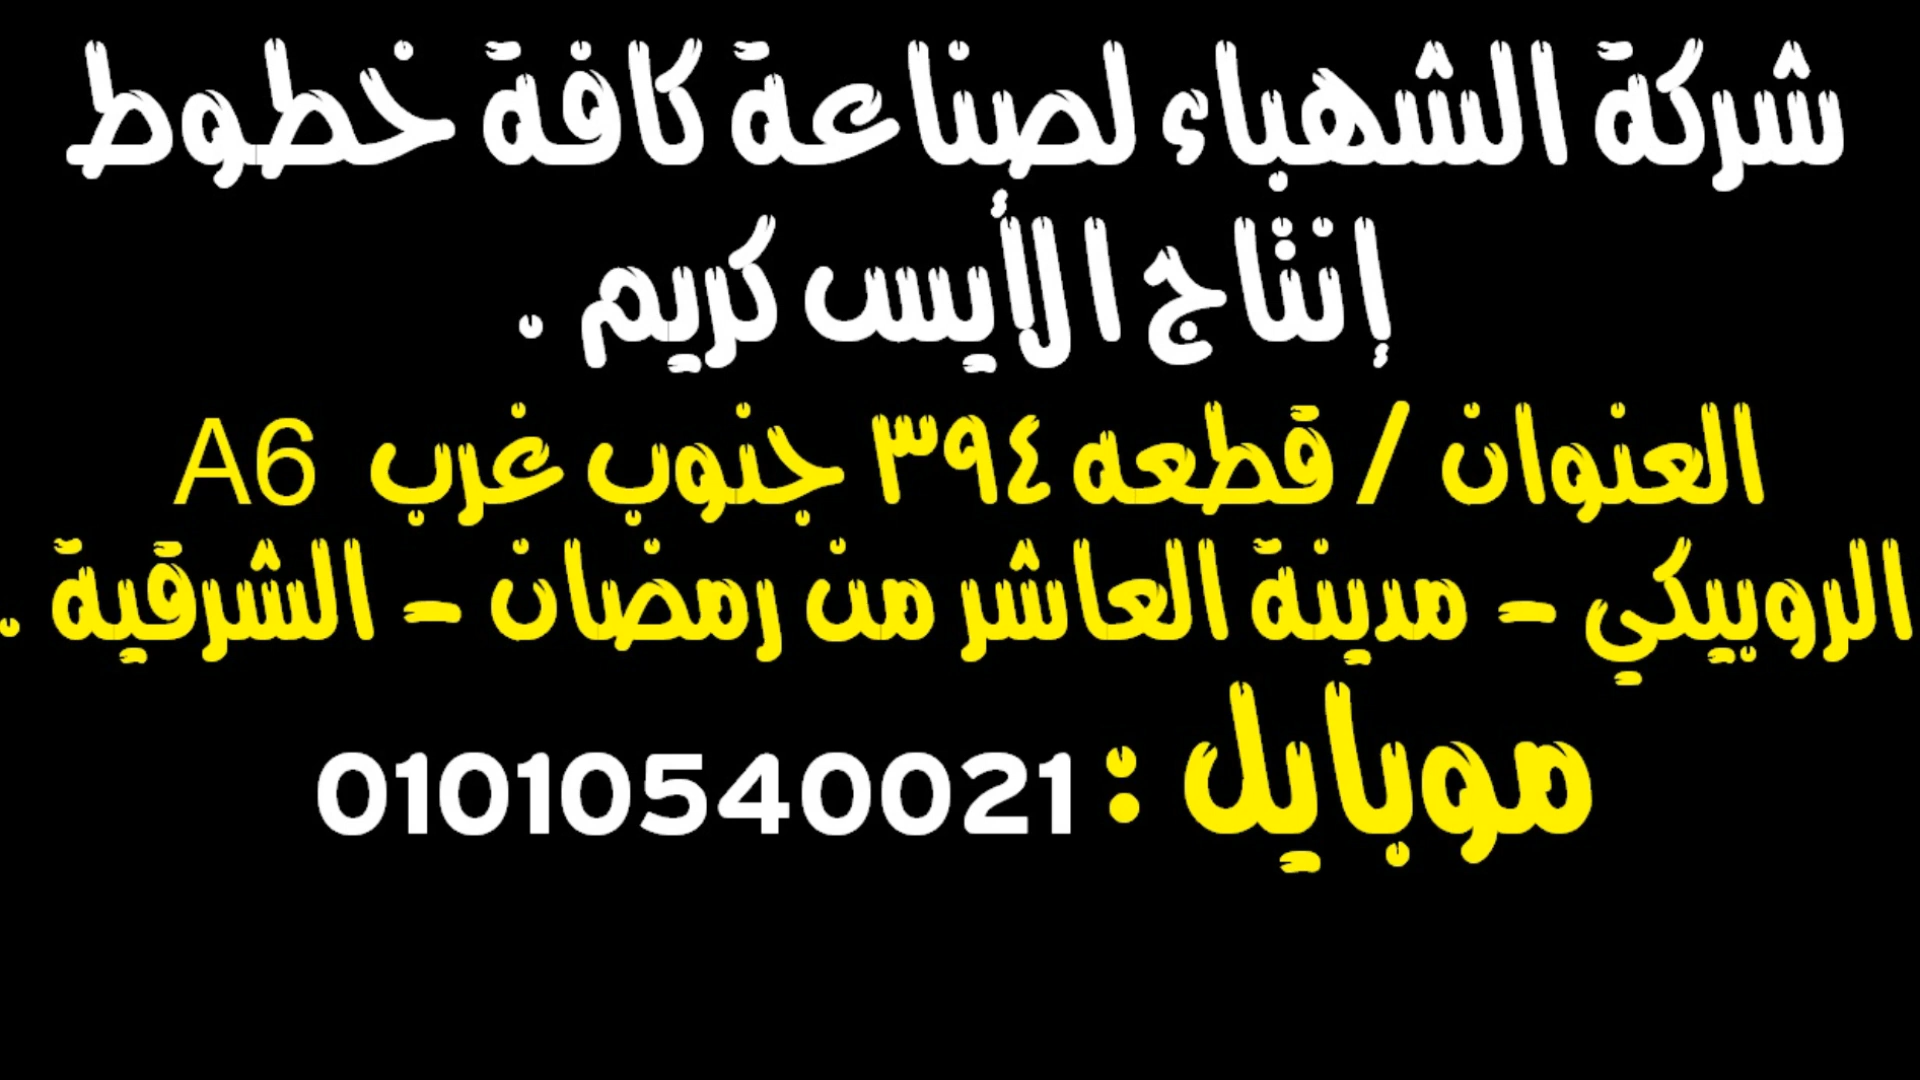 شركة الشهباء لصناعة كافة خطوط
إنتاج الأيس كريم .
العنوان / قطعه ٣٩٤ جنوب غرب A6
الروبيكي - مدينة العاشر من رمضان - الشرقية .
موبايل : 01010540021